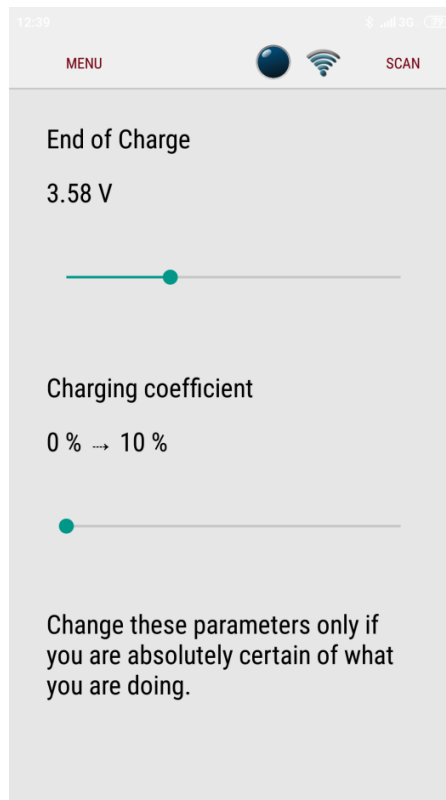 12:39
3G
MENU
SCAN
End of Charge
3.58 V
Charging coefficient
0 % → 10 %
Change these parameters only if
you are absolutely certain of what
you are doing.